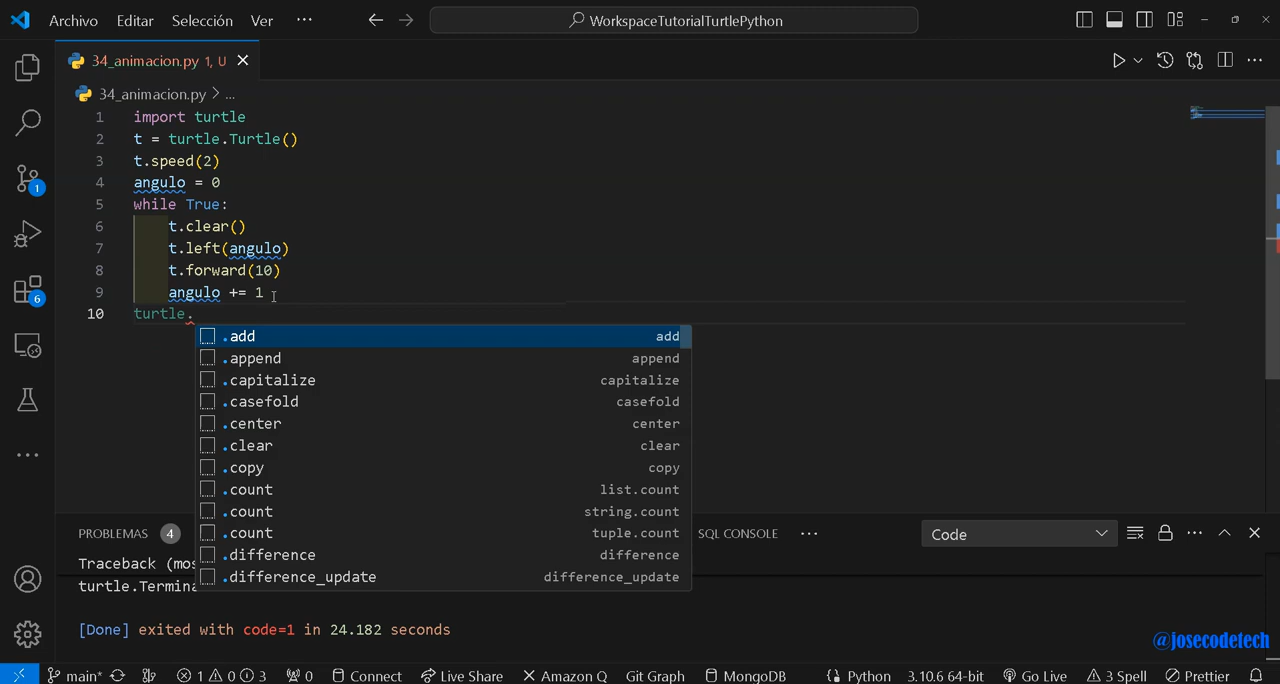 Archivo Editar Selección Ver ··· WorkspaceTutorialTurtlePython
34_animacion.py 1, U
34_animacion.py > ...
1 import turtle
2 t = turtle.Turtle()
3 t.speed(2)
4 angulo = 0
5 while True:
6 t.clear()
7 t.left(angulo)
8 t.forward(10)
9 angulo += 1
10 turtle.
.add add
.append append
.capitalize capitalize
.casefold casefold
.center center
.clear clear
.copy copy
.count list.count
.count string.count
.count tuple.count
.difference difference
.difference_update difference_update
1
6
PROBLEMAS 4 SQL CONSOLE ··· Code
Traceback (mos
turtle.Termina
[Done] exited with code=1 in 24.182 seconds
@josecodetech
main* 1 0 3 0 Connect Live Share Amazon Q Git Graph MongoDB Python 3.10.6 64-bit Go Live 3 Spell Prettier